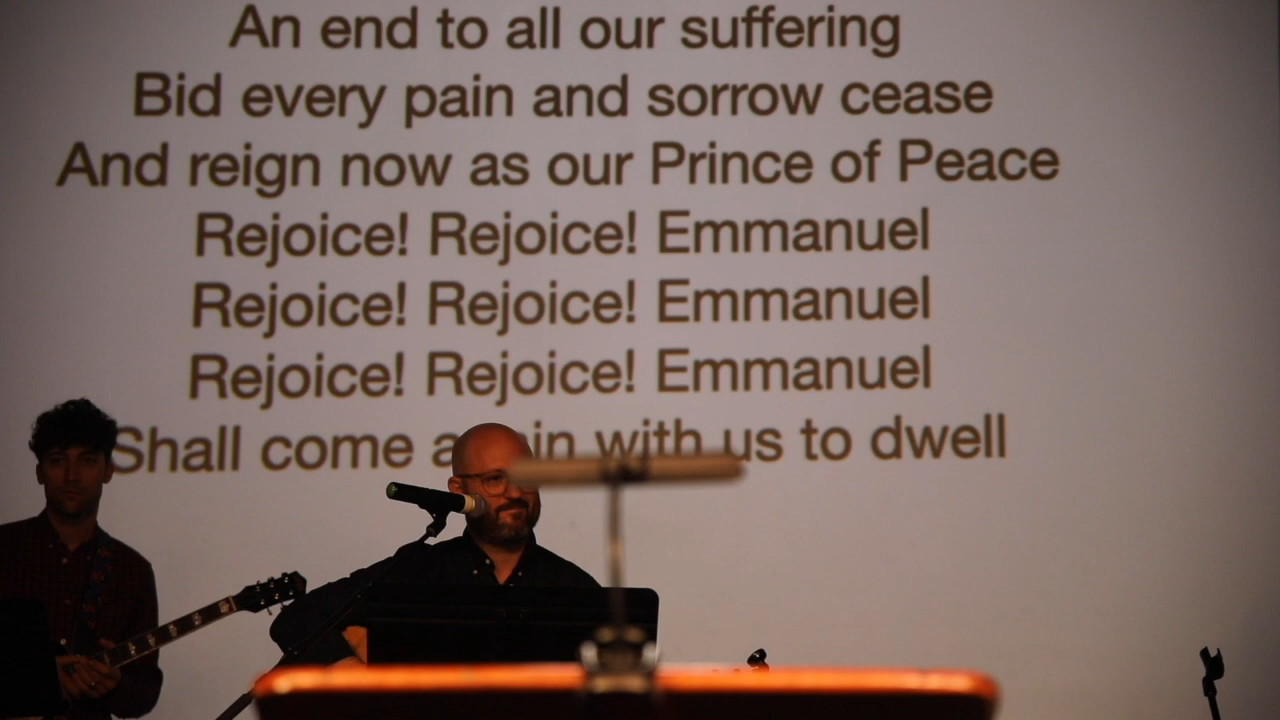 An end to all our suffering
Bid every pain and sorrow cease
And reign now as our Prince of Peace
Rejoice! Rejoice! Emmanuel
Rejoice! Rejoice! Emmanuel
Rejoice! Rejoice! Emmanuel
Shall come again with us to dwell